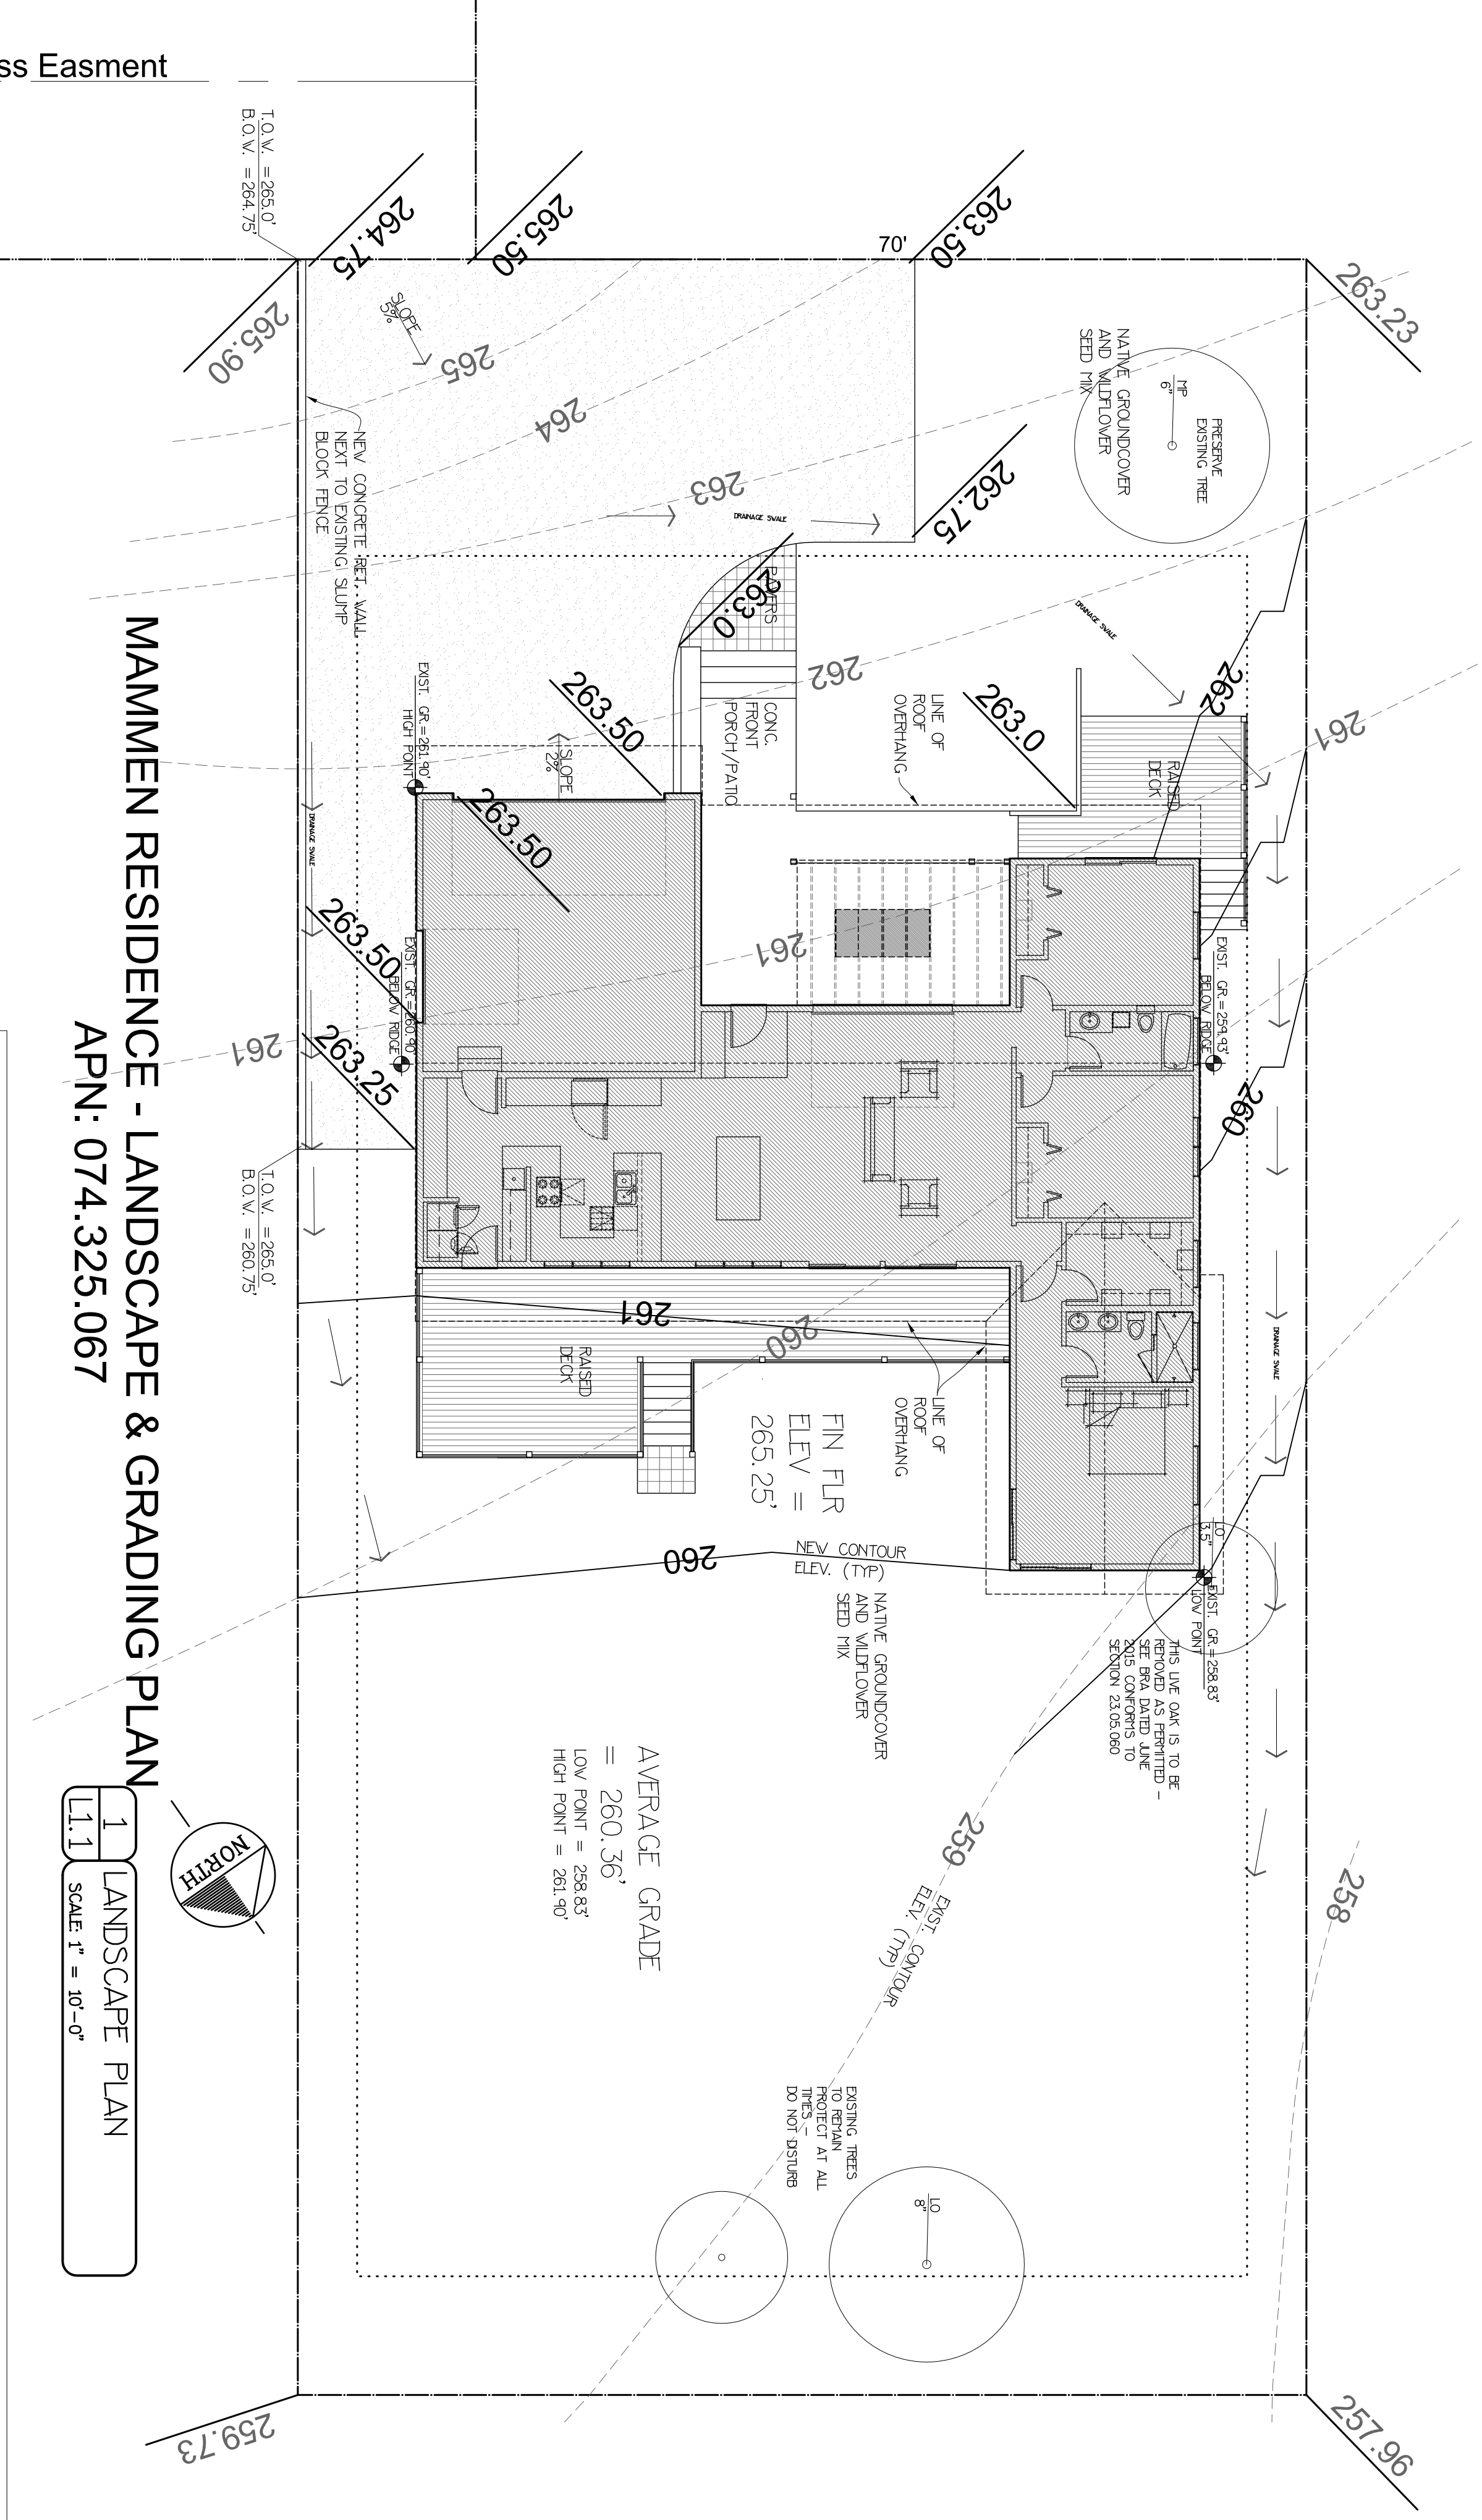 ss Easment
T.O.W. =265.0'
B.O.W. =264.75'
264.75
265.50
70'
263.50
263.23
265.90
SLOPE
5%
265
264
263
DRAINAGE SWALE
262.75
NATIVE GROUNDCOVER
AND WILDFLOWER
SEED MIX
MP
6"
PRESERVE
EXISTING TREE
NEW CONCRETE RET. WALL
NEXT TO EXISTING SLUMP
BLOCK FENCE
PAVERS
263.0
DRAINAGE SWALE
262
262
261
EXIST. GR.=261.90'
HIGH POINT
263.50
SLOPE
2%
CONC.
FRONT
PORCH/PATIO
LINE OF
ROOF
OVERHANG
263.0
RAISED
DECK
263.50
DRAINAGE SWALE
263.50
EXIST. GR.=260.90'
BELOW RIDGE
261
EXIST. GR.=259.93'
BELOW RIDGE
261
263.25
260
T.O.W. =265.0'
B.O.W. =260.75'
261
260
RAISED
DECK
LINE OF
ROOF
OVERHANG
DRAINAGE SWALE
FIN FLR
ELEV =
265.25'
260
NEW CONTOUR
ELEV. (TYP)
NATIVE GROUNDCOVER
AND WILDFLOWER
SEED MIX
LO
3.5"
EXIST. GR.=258.83'
LOW POINT
THIS LIVE OAK IS TO BE
REMOVED AS PERMITTED -
SEE BRA DATED JUNE
2015 CONFORMS TO
SECTION 23.05.060
AVERAGE GRADE
= 260.36'
LOW POINT = 258.83'
HIGH POINT = 261.90'
259
EXIST. CONTOUR
ELEV. (TYP)
258
EXISTING TREES
TO REMAIN
PROTECT AT ALL
TIMES -
DO NOT DISTURB
LO
8"
259.73
257.96
MAMMEN RESIDENCE - LANDSCAPE & GRADING PLAN
APN: 074.325.067
NORTH
1
L1.1
LANDSCAPE PLAN
SCALE: 1" = 10'-0"